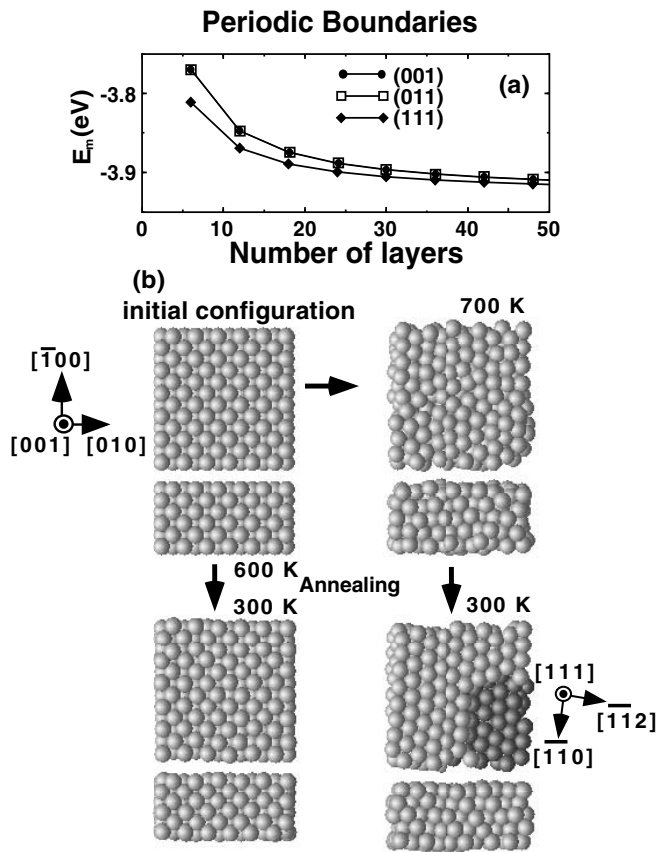 Periodic Boundaries
(a)
(001)
(011)
(111)
-3.8
-3.9
E_m(eV)
0 10 20 30 40 50
Number of layers
(b)
initial configuration
700 K
[1̅00]
[001] [010]
600 K
Annealing
300 K
300 K
[111]
[1̅1̅2]
[1̅10]